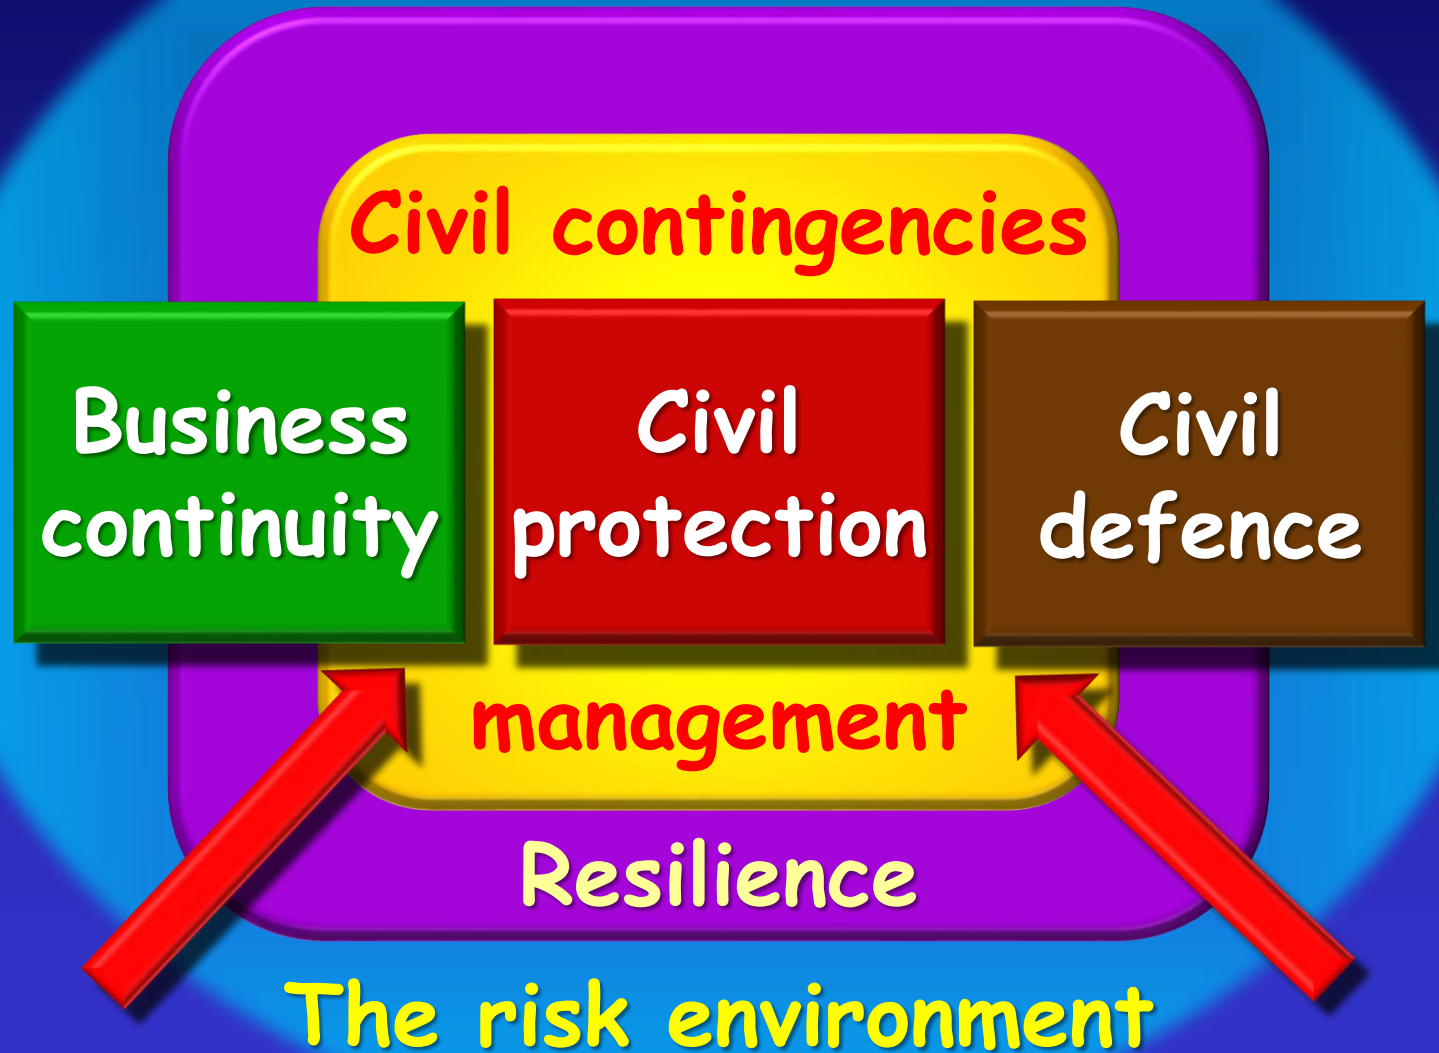 Civil contingencies
Business
continuity
Civil
protection
Civil
defence
management
Resilience
The risk environment